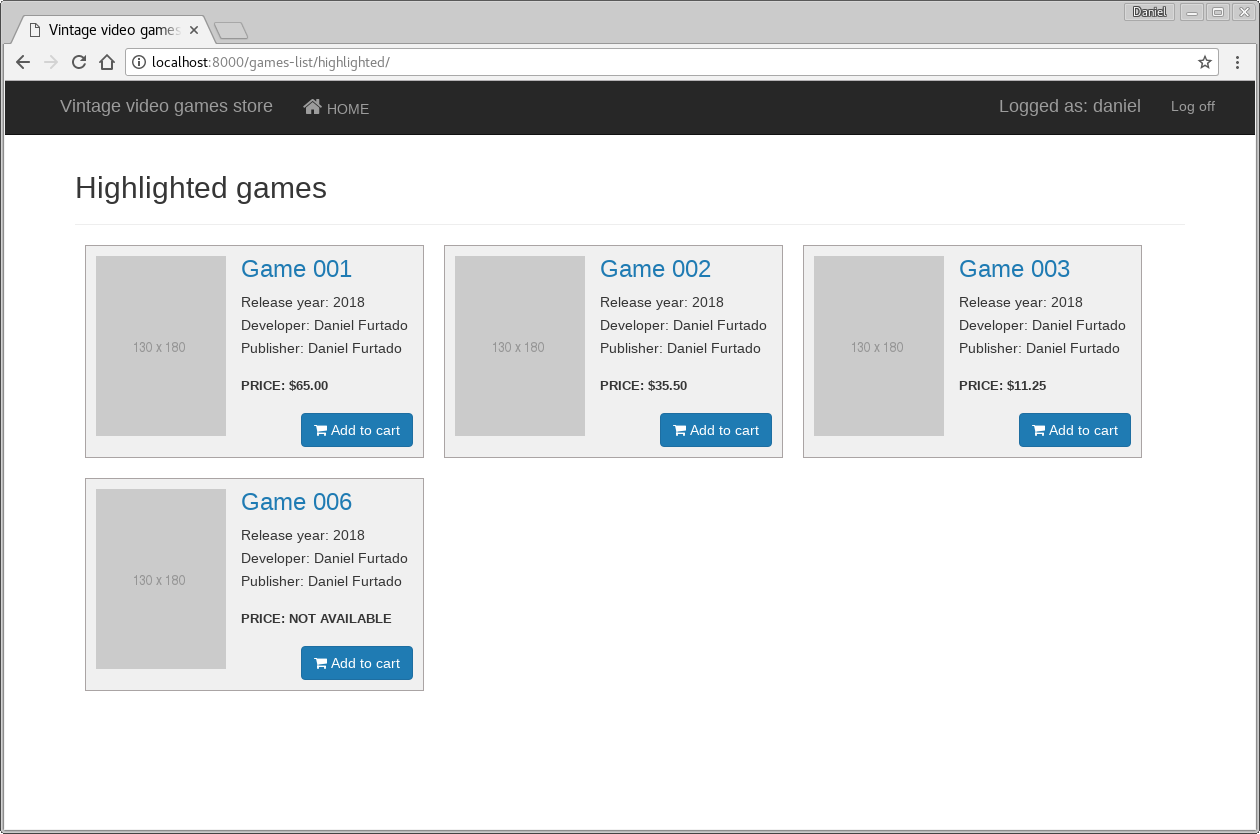 Daniel
Vintage video games
localhost:8000/games-list/highlighted/
Vintage video games store HOME Logged as: daniel Log off
Highlighted games
130 x 180
Game 001
Release year: 2018
Developer: Daniel Furtado
Publisher: Daniel Furtado
PRICE: $65.00
Add to cart
130 x 180
Game 002
Release year: 2018
Developer: Daniel Furtado
Publisher: Daniel Furtado
PRICE: $35.50
Add to cart
130 x 180
Game 003
Release year: 2018
Developer: Daniel Furtado
Publisher: Daniel Furtado
PRICE: $11.25
Add to cart
130 x 180
Game 006
Release year: 2018
Developer: Daniel Furtado
Publisher: Daniel Furtado
PRICE: NOT AVAILABLE
Add to cart